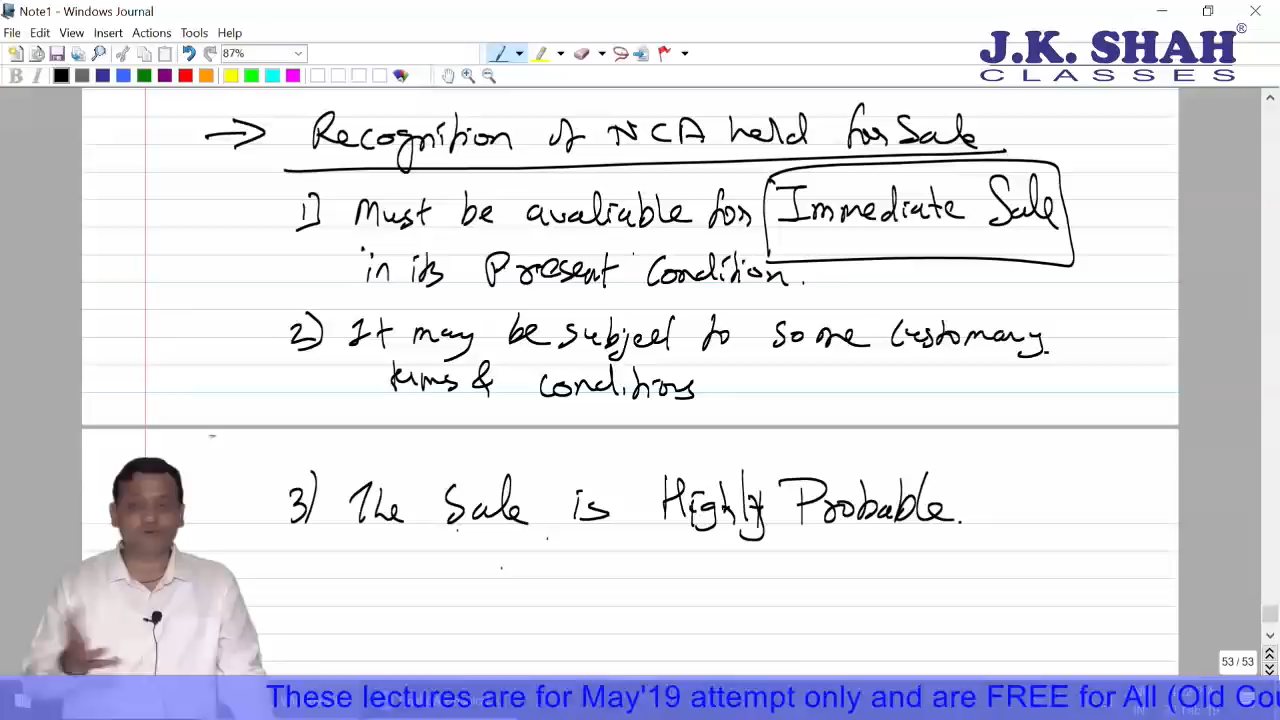 Note1 - Windows Journal
File Edit View Insert Actions Tools Help
87%
J.K. SHAH®
CLASSES
→ Recognition of NCA held for Sale
1) Must be avaliable for Immediate Sale
in its Present Condition.
2) It may be subject to some customary
terms & conditions
3) The Sale is Highly Probable.
53 / 53
These lectures are for May'19 attempt only and are FREE for All (Old Co